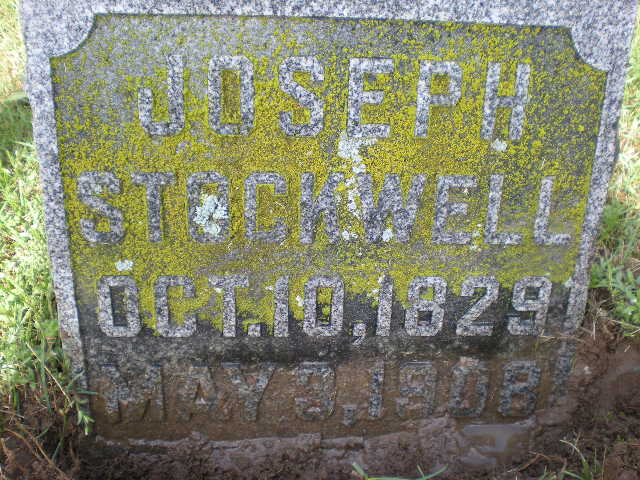 JOSEPH
STOCKWELL
OCT. 10, 1829
MAY 3, 1908